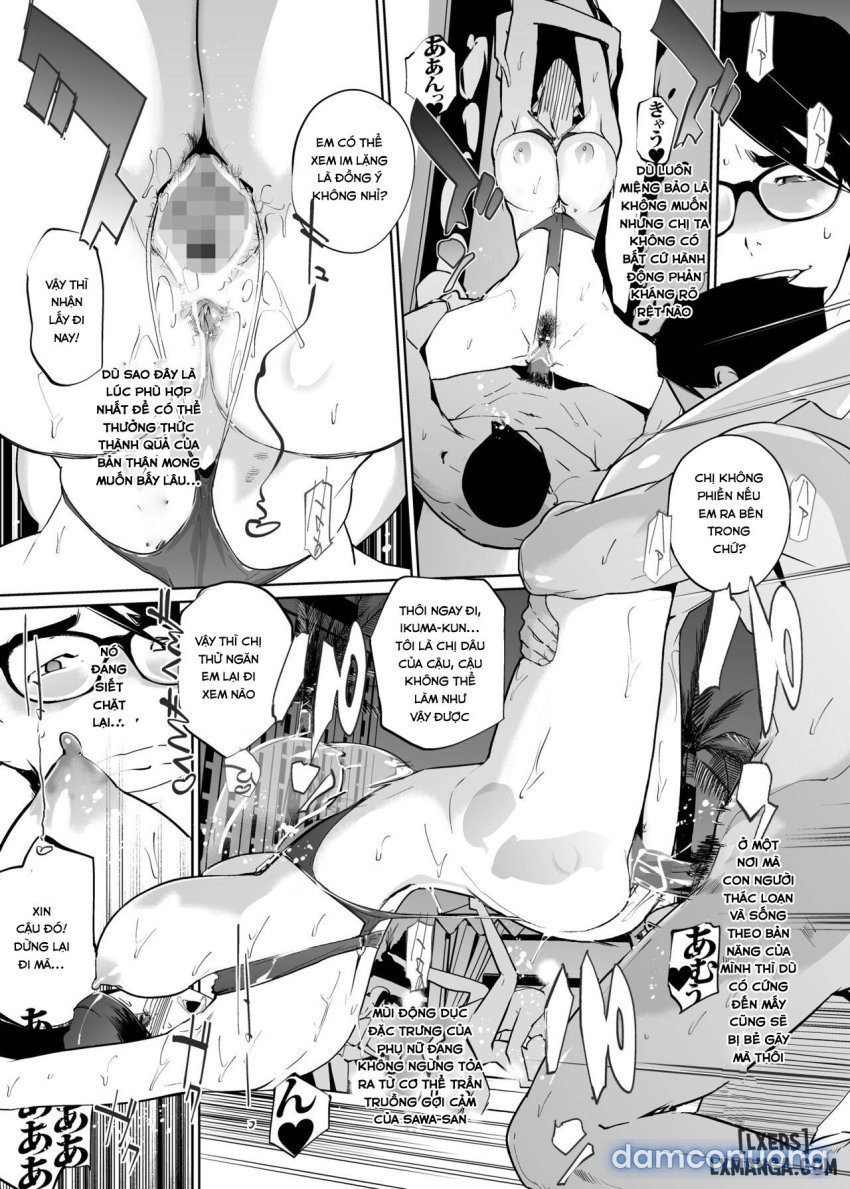 きゃう♥
ああんっ♥
DÙ LUÔN
MIỆNG BẢO LÀ
KHÔNG MUỐN
NHƯNG CHỊ TA
KHÔNG CÓ
BẤT CỨ HÀNH
ĐỘNG PHẢN
KHÁNG RÕ
RỆT NÀO
EM CÓ THỂ
XEM IM LẶNG
LÀ ĐỒNG Ý
KHÔNG NHỈ?
VẬY THÌ
NHẬN
LẤY ĐI
NAY!
DÙ SAO ĐÂY LÀ
LÚC PHÙ HỢP
NHẤT ĐỂ CÓ THỂ
THƯỞNG THỨC
THÀNH QUẢ CỦA
BẢN THÂN MONG
MUỐN BẤY LÂU...
CHỊ KHÔNG
PHIỀN NẾU
EM RA BÊN
TRONG
CHỨ?
THÔI NGAY ĐI,
IKUMA-KUN...
TÔI LÀ CHỊ DÂU
CỦA CẬU, CẬU
KHÔNG THỂ
LÀM NHƯ
VẬY ĐƯỢC
VẬY THÌ CHỊ
THỬ NGĂN
EM LẠI ĐI
XEM NÀO
NÓ
ĐANG
SIẾT
CHẶT
LẠI...
Ở MỘT
NƠI MÀ
CON NGƯỜI
THÁC LOẠN
VÀ SỐNG
THEO BẢN
NĂNG CỦA
MÌNH THÌ DÙ
CÓ CỨNG
ĐẾN MẤY
CŨNG SẼ
BỊ BẺ GÃY
MÀ THÔI
あむぅ♥
XIN
CẬU ĐÓ!
DỪNG LẠI
ĐI MÀ...
MÙI ĐỘNG DỤC
ĐẶC TRƯNG CỦA
PHỤ NỮ ĐANG
KHÔNG NGỪNG TỎA
RA TỪ CƠ THỂ TRẦN
TRUỒNG GỢI CẢM
CỦA SAWA-SAN
ん♥
[LXERS]
damconuong
LXMANGA.COM